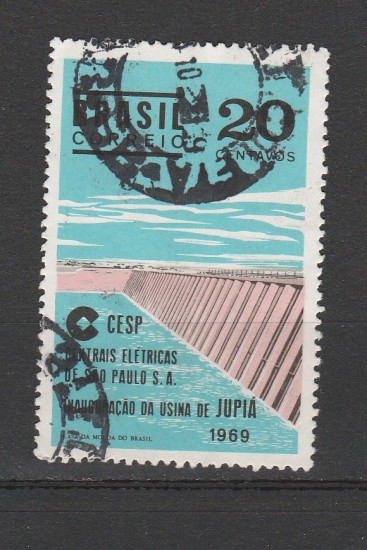 BRASIL 20
CORREIO CENTAVOS
CESP
CENTRAIS ELÉTRICAS
DE SÃO PAULO S.A.
INAUGURAÇÃO DA USINA DE JUPIÁ
1969
CASA DA MOEDA DO BRASIL